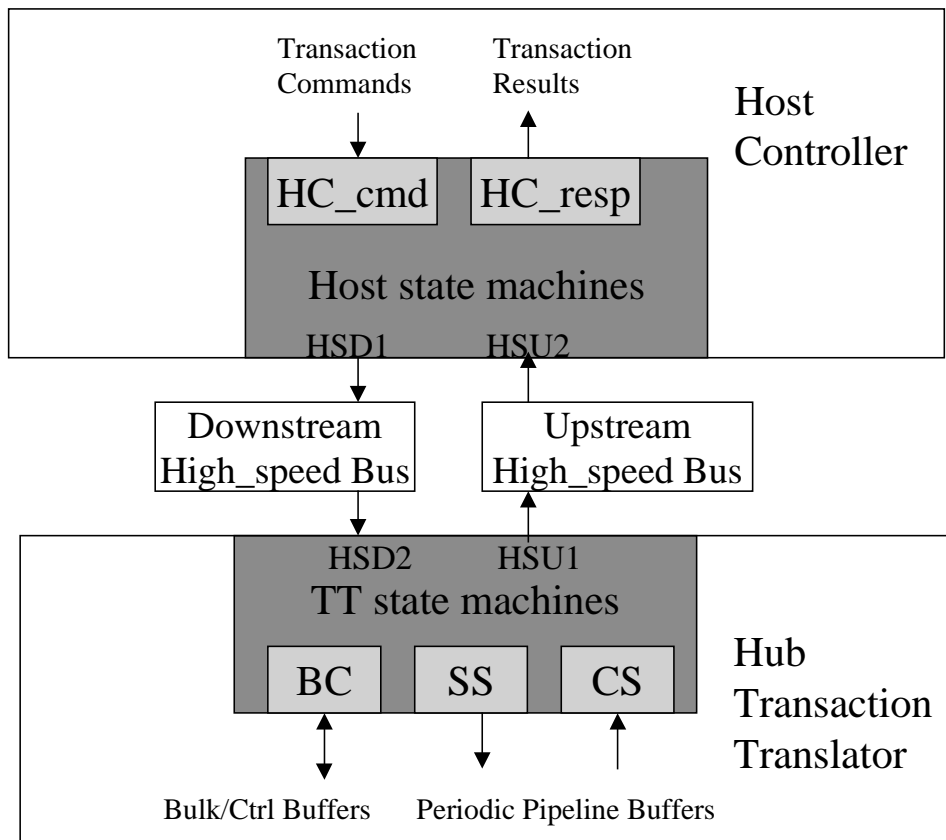 Transaction
Commands
Transaction
Results
Host
Controller
HC_cmd
HC_resp
Host state machines
HSD1
HSU2
Downstream
High_speed Bus
Upstream
High_speed Bus
HSD2
HSU1
TT state machines
BC
SS
CS
Hub
Transaction
Translator
Bulk/Ctrl Buffers
Periodic Pipeline Buffers